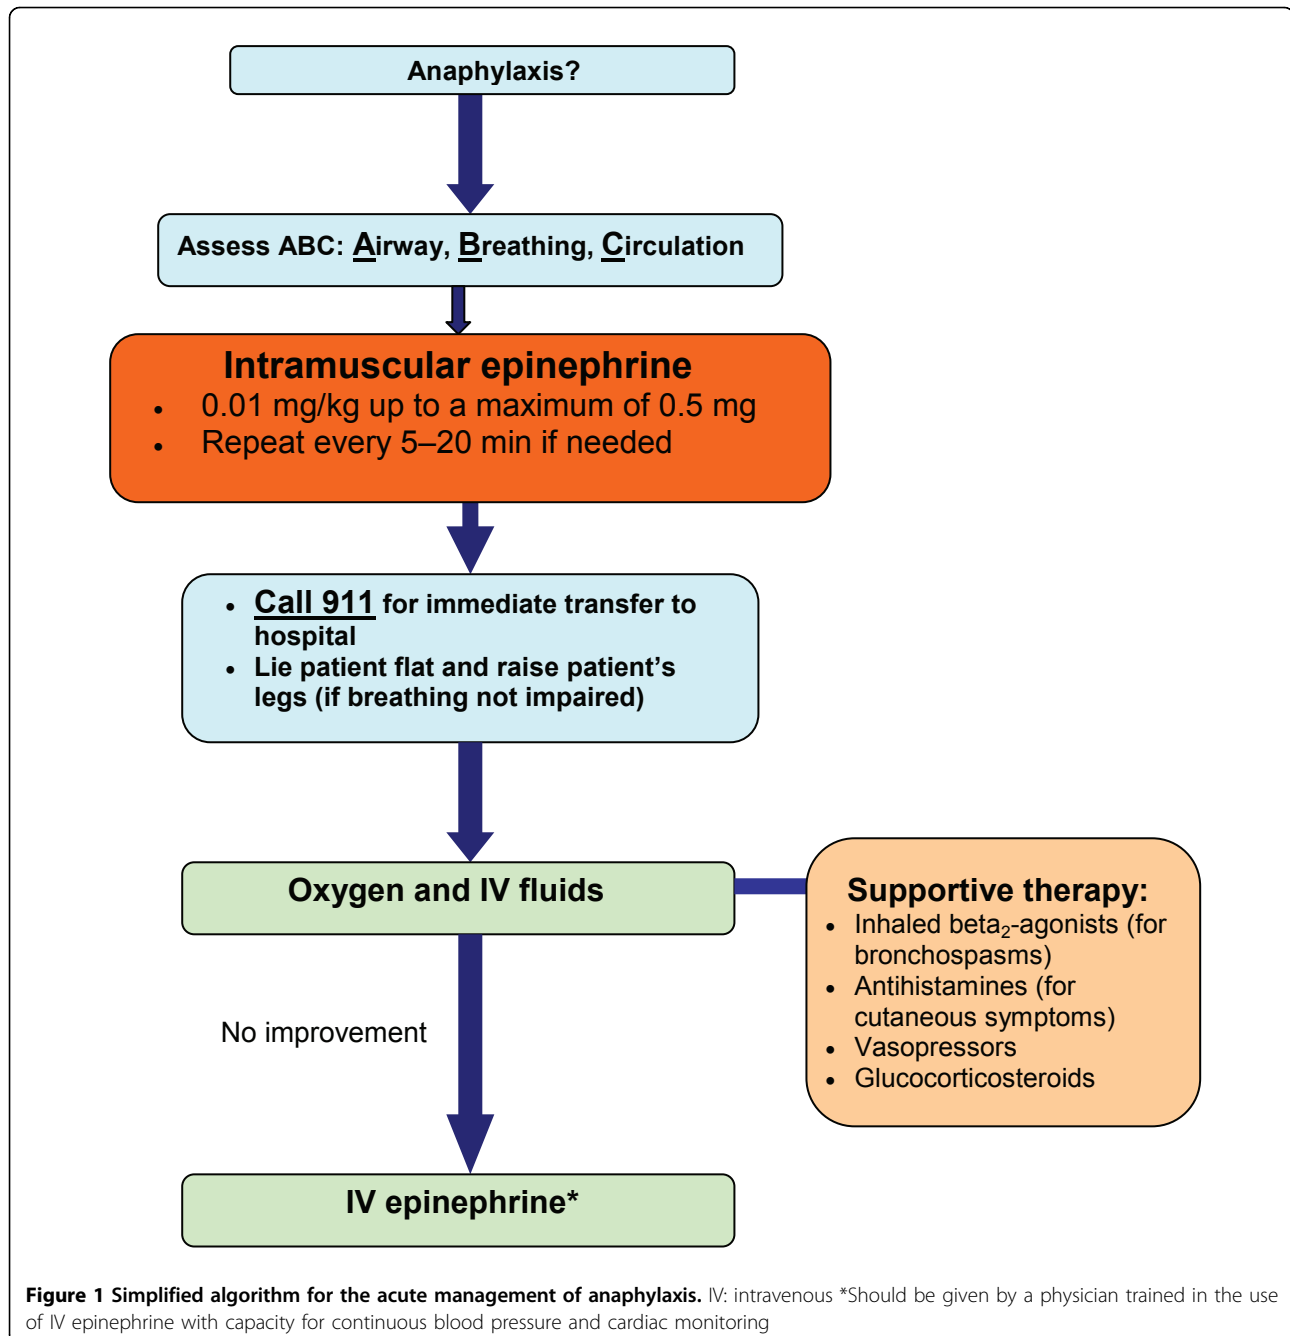 Anaphylaxis?
Assess ABC: Airway, Breathing, Circulation
Intramuscular epinephrine
• 0.01 mg/kg up to a maximum of 0.5 mg
• Repeat every 5–20 min if needed
• Call 911 for immediate transfer to
hospital
• Lie patient flat and raise patient’s
legs (if breathing not impaired)
Oxygen and IV fluids
Supportive therapy:
• Inhaled beta₂-agonists (for
bronchospasms)
• Antihistamines (for
cutaneous symptoms)
• Vasopressors
• Glucocorticosteroids
No improvement
IV epinephrine*
Figure 1 Simplified algorithm for the acute management of anaphylaxis. IV: intravenous *Should be given by a physician trained in the use
of IV epinephrine with capacity for continuous blood pressure and cardiac monitoring